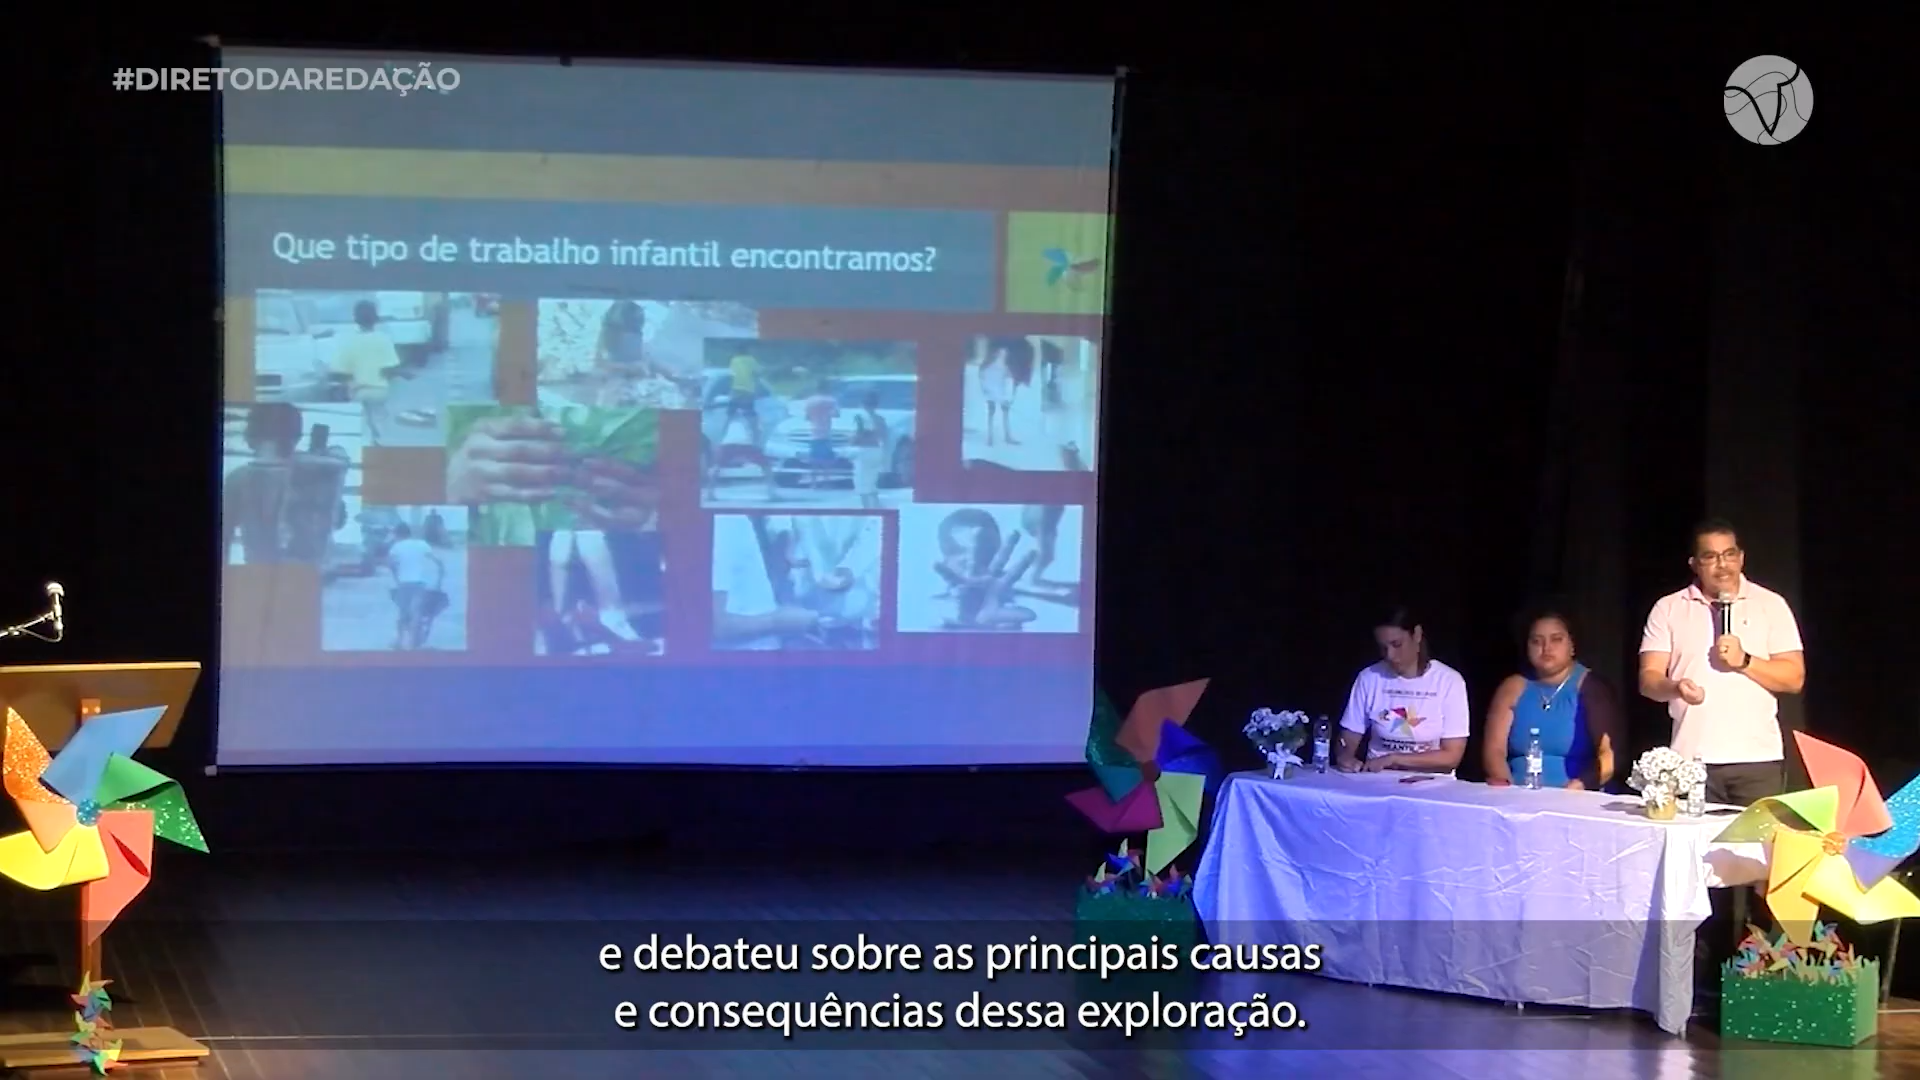 #DIRETODAREDAÇÃO
Que tipo de trabalho infantil encontramos?
e debateu sobre as principais causas
e consequências dessa exploração.